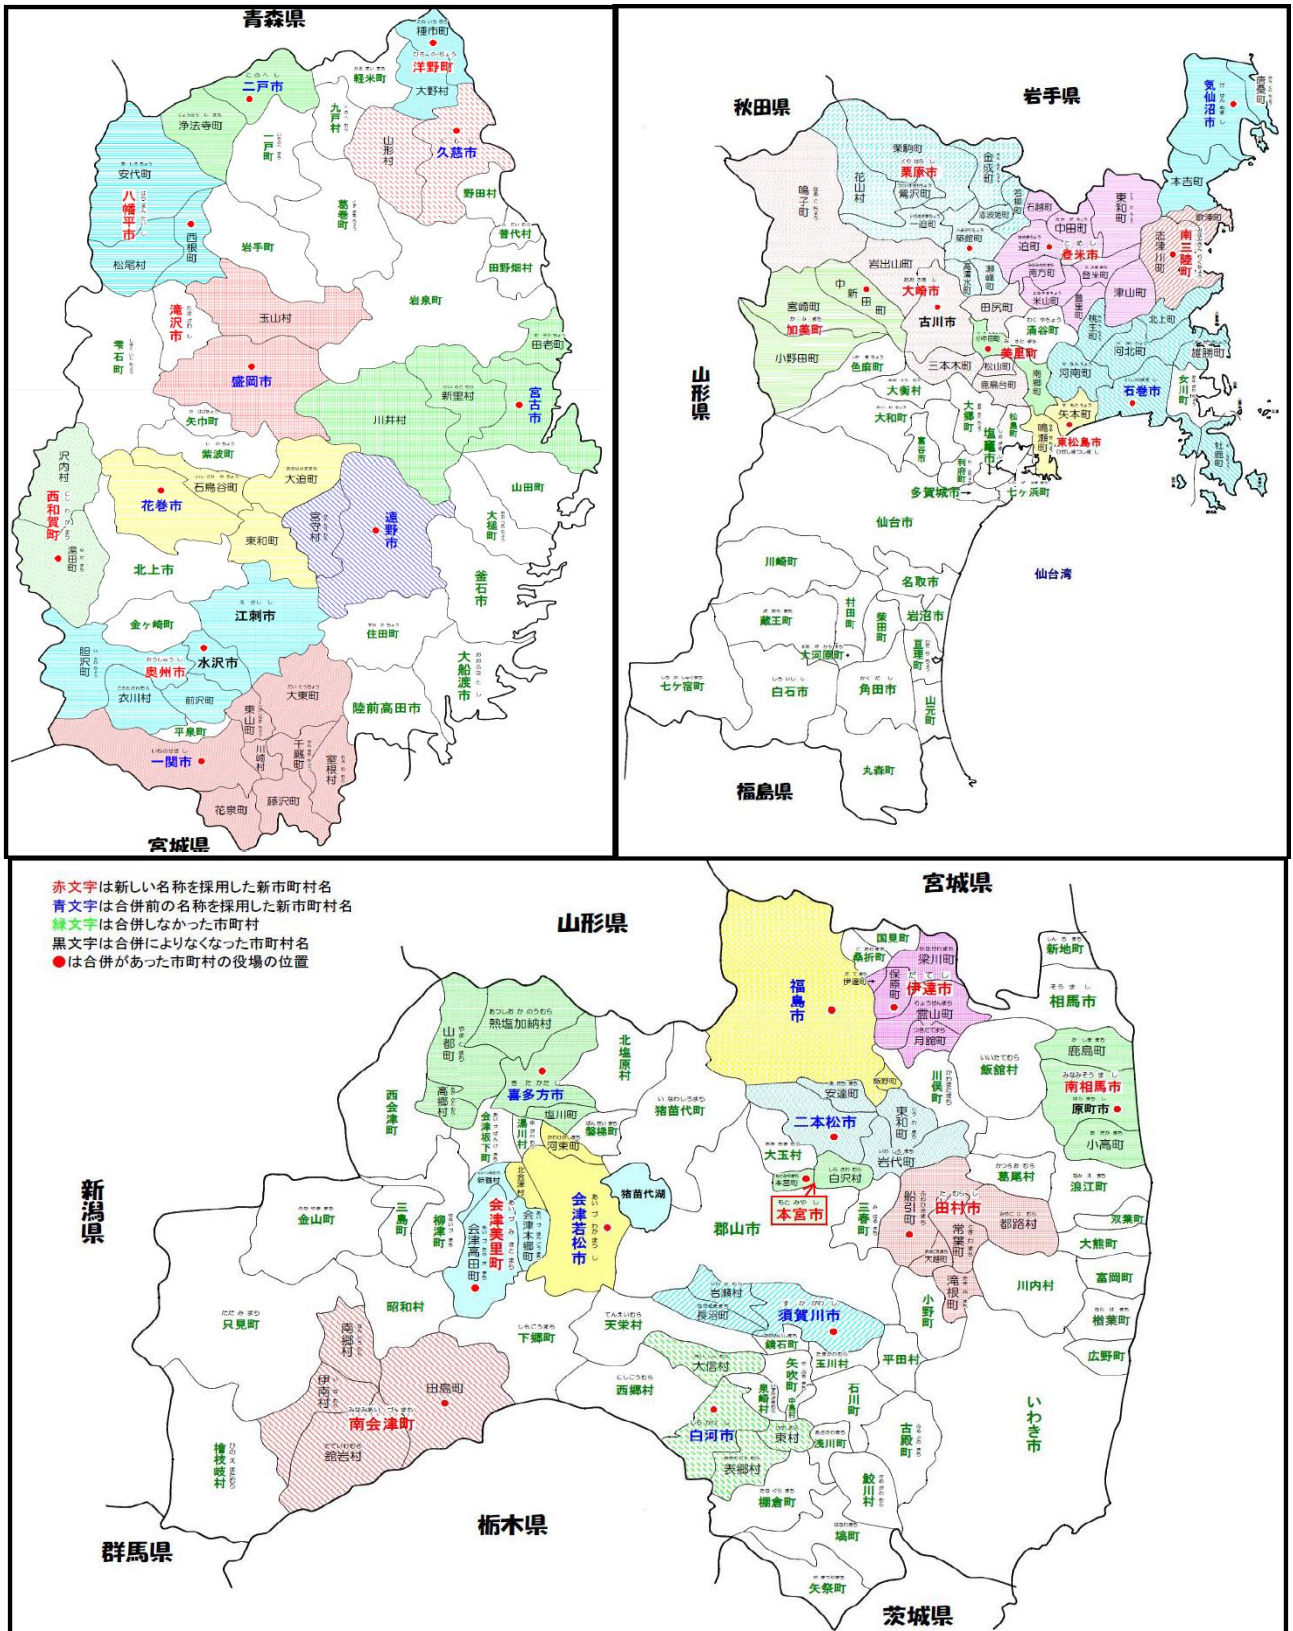 青森県
種市町
洋野町
大野村
軽米町
二戸市
浄法寺町
九戸村
一戸町
山形村
久慈市
野田村
安代町
八幡平市
西根町
松尾村
葛巻町
岩手町
普代村
田野畑村
岩泉町
滝沢市
玉山村
雫石町
盛岡市
田老町
新里村
宮古市
川井村
矢巾町
紫波町
沢内村
西和賀町
湯田町
石鳥谷町
大迫町
花巻市
東和町
宮守村
遠野市
山田町
大槌町
釜石市
北上市
江刺市
金ヶ崎町
住田町
胆沢町
水沢市
奥州市
衣川村
前沢町
平泉町
大船渡市
陸前高田市
大東町
東山町
一関市
川崎村
千厩町
室根村
花泉町
藤沢町
宮城県
秋田県
岩手県
気仙沼市
唐桑町
本吉町
栗駒町
栗原市
金成町
花山村
鶯沢町
若柳町
志波姫町
一迫町
築館町
高清水町
瀬峰町
鳴子町
岩出山町
石越町
中田町
東和町
迫町
登米市
南方町
登米町
米山町
豊里町
津山町
歌津町
志津川町
南三陸町
宮崎町
中新田町
加美町
小野田町
色麻町
大崎市
古川市
田尻町
涌谷町
小牛田町
美里町
三本木町
松山町
鹿島台町
南郷町
桃生町
北上町
河北町
雄勝町
河南町
石巻市
女川町
牡鹿町
矢本町
鳴瀬町
東松島市
山形県
大衡村
大和町
大郷町
富谷市
松島町
塩竈市
利府町
多賀城市→
七ヶ浜町
仙台市
仙台湾
川崎町
名取市
村田町
柴田町
岩沼市
蔵王町
大河原町
亘理町
七ケ宿町
白石市
角田市
山元町
丸森町
福島県
赤文字は新しい名称を採用した新市町村名
青文字は合併前の名称を採用した新市町村名
緑文字は合併しなかった市町村
黒文字は合併によりなくなった市町村名
●は合併があった市町村の役場の位置
山形県
宮城県
国見町
桑折町
新地町
梁川町
伊達町→
保原町
伊達市
霊山町
月舘町
相馬市
福島市
飯野町
川俣町
飯舘村
鹿島町
南相馬市
原町市
小高町
熱塩加納村
山都町
高郷村
喜多方市
塩川町
北塩原村
西会津町
会津坂下町
湯川村
河東町
磐梯町
猪苗代町
猪苗代湖
安達町
二本松市
東和町
岩代町
大玉村
本宮町
白沢村
本宮市
葛尾村
浪江町
双葉町
大熊町
富岡町
楢葉町
広野町
新潟県
金山町
三島町
柳津町
新鶴村
北会津村
会津美里町
会津高田町
会津本郷町
会津若松市
郡山市
三春町
船引町
田村市
都路村
常葉町
大越町
滝根町
小野町
川内村
昭和村
只見町
下郷町
天栄村
岩瀬村
長沼町
須賀川市
鏡石町
大信村
矢吹町
玉川村
平田村
西郷村
泉崎村
中島村
石川町
白河市
東村
表郷村
浅川町
古殿町
いわき市
南郷村
伊南村
田島町
南会津町
舘岩村
檜枝岐村
棚倉町
鮫川村
塙町
矢祭町
群馬県
栃木県
茨城県